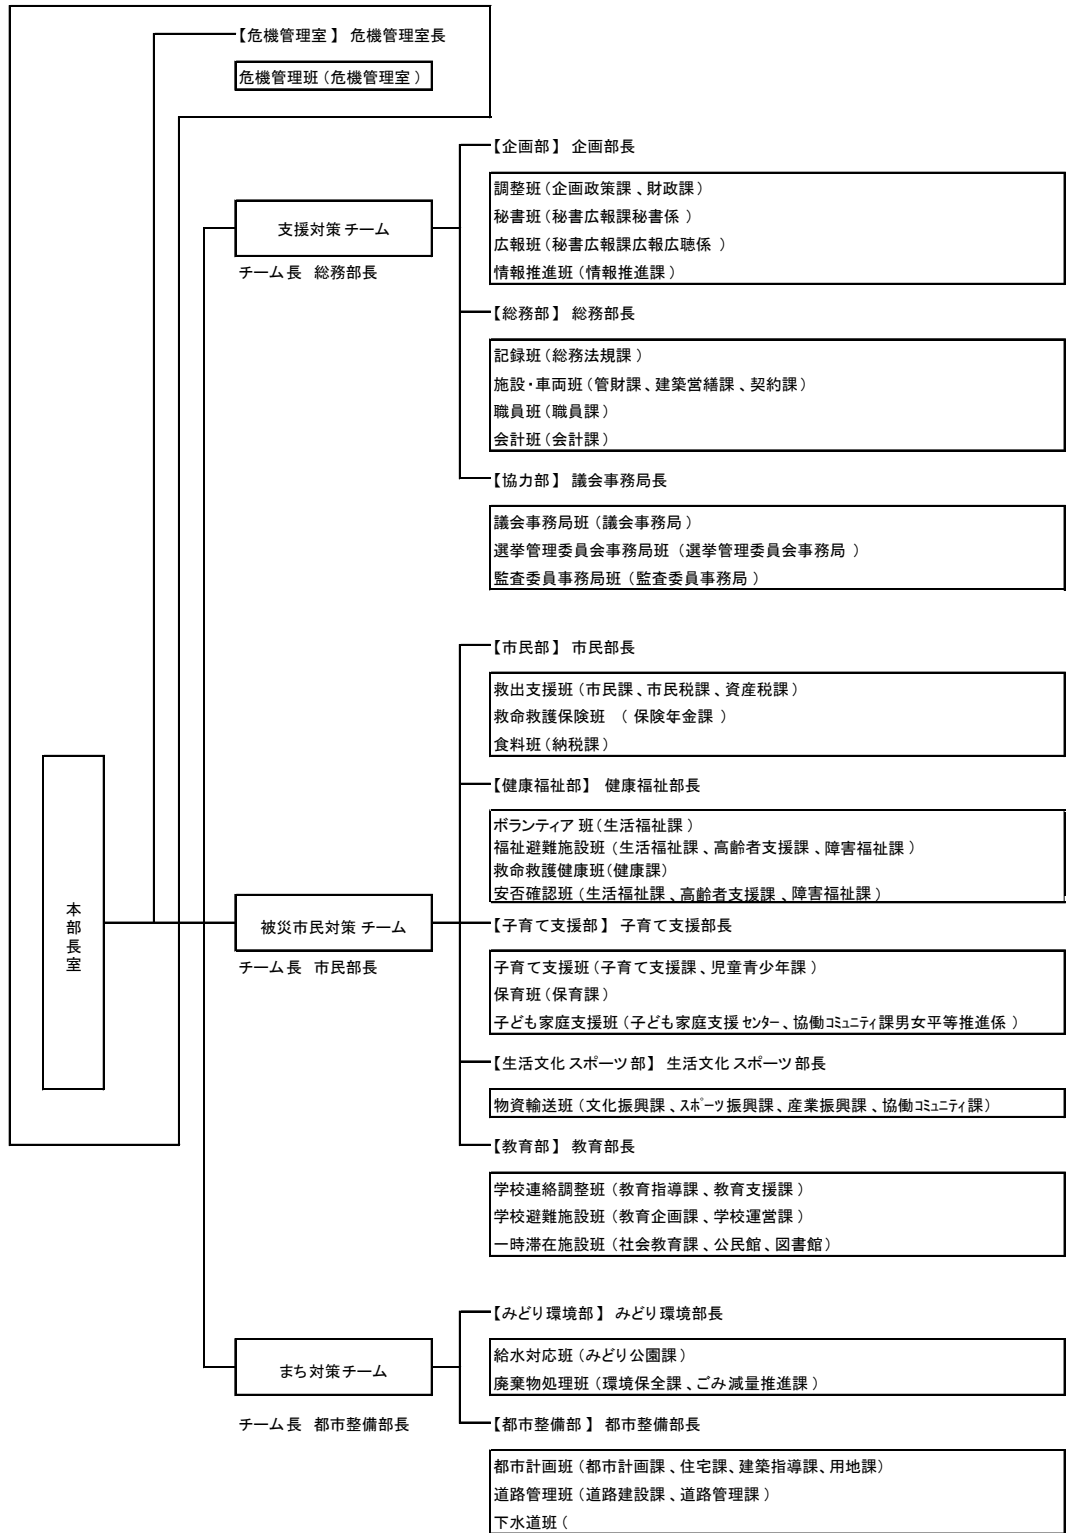 【危機管理室】 危機管理室長
危機管理班（危機管理室）
【企画部】 企画部長
調整班（企画政策課、財政課）
秘書班（秘書広報課秘書係）
広報班（秘書広報課広報広聴係）
情報推進班（情報推進課）
支援対策チーム
チーム長 総務部長
【総務部】 総務部長
記録班（総務法規課）
施設・車両班（管財課、建築営繕課、契約課）
職員班（職員課）
会計班（会計課）
【協力部】 議会事務局長
議会事務局班（議会事務局）
選挙管理委員会事務局班（選挙管理委員会事務局）
監査委員事務局班（監査委員事務局）
【市民部】 市民部長
救出支援班（市民課、市民税課、資産税課）
救命救護保険班 （保険年金課）
食料班（納税課）
【健康福祉部】 健康福祉部長
ボランティア班（生活福祉課）
福祉避難施設班（生活福祉課、高齢者支援課、障害福祉課）
救命救護健康班（健康課）
安否確認班（生活福祉課、高齢者支援課、障害福祉課）
本部長室
被災市民対策チーム
チーム長 市民部長
【子育て支援部】 子育て支援部長
子育て支援班（子育て支援課、児童青少年課）
保育班（保育課）
子ども家庭支援班（子ども家庭支援センター、協働コミュニティ課男女平等推進係）
【生活文化スポーツ部】 生活文化スポーツ部長
物資輸送班（文化振興課、スポーツ振興課、産業振興課、協働コミュニティ課）
【教育部】 教育部長
学校連絡調整班（教育指導課、教育支援課）
学校避難施設班（教育企画課、学校運営課）
一時滞在施設班（社会教育課、公民館、図書館）
【みどり環境部】 みどり環境部長
給水対応班（みどり公園課）
廃棄物処理班（環境保全課、ごみ減量推進課）
まち対策チーム
チーム長 都市整備部長
【都市整備部】 都市整備部長
都市計画班（都市計画課、住宅課、建築指導課、用地課）
道路管理班（道路建設課、道路管理課）
下水道班（